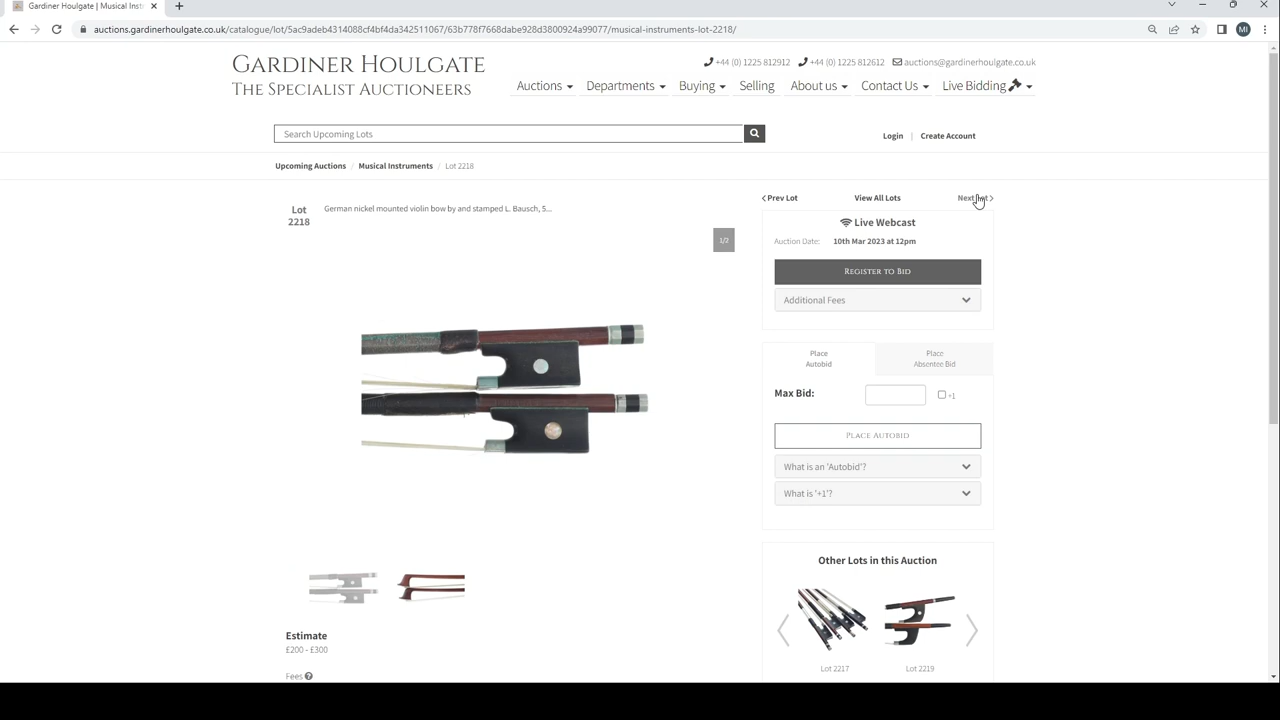 Gardiner Houlgate | Musical Inst
auctions.gardinerhoulgate.co.uk/catalogue/lot/5ac9adeb4314088cf4bf4da342511067/63b778f7668dabe928d3800924a99077/musical-instruments-lot-2218/
MI
GARDINER HOULGATE
THE SPECIALIST AUCTIONEERS
+44 (0) 1225 812912 +44 (0) 1225 812612 auctions@gardinerhoulgate.co.uk
Auctions Departments Buying Selling About us Contact Us Live Bidding
Search Upcoming Lots
Login | Create Account
Upcoming Auctions / Musical Instruments / Lot 2218
Lot
2218
German nickel mounted violin bow by and stamped L. Bausch, 5...
1/2
Prev Lot View All Lots Next Lot
Live Webcast
Auction Date: 10th Mar 2023 at 12pm
REGISTER TO BID
Additional Fees
Place
Autobid
Place
Absentee Bid
Max Bid: +1
PLACE AUTOBID
What is an 'Autobid'?
What is '+1'?
Other Lots in this Auction
Lot 2217 Lot 2219
Estimate
£200 - £300
Fees